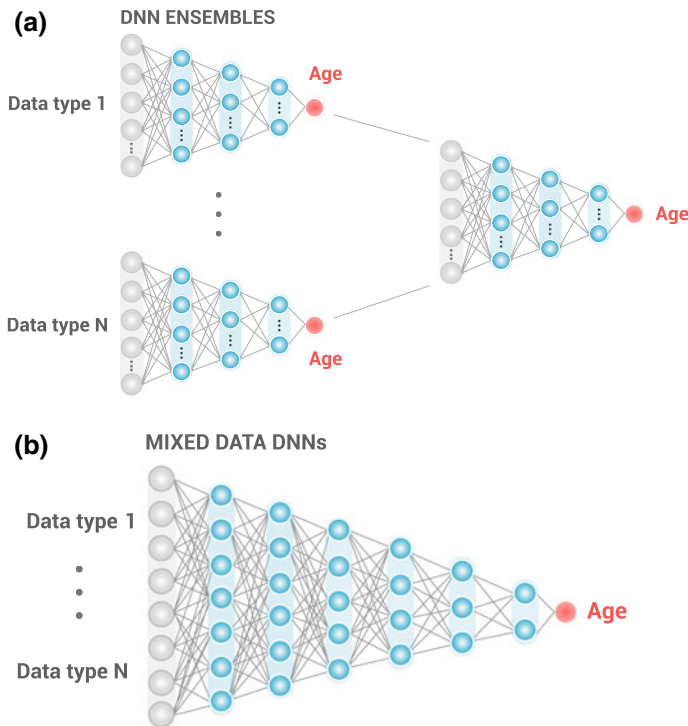 (a)
DNN ENSEMBLES
Age
Data type 1
Age
Data type N
Age
(b)
MIXED DATA DNNs
Data type 1
Age
Data type N